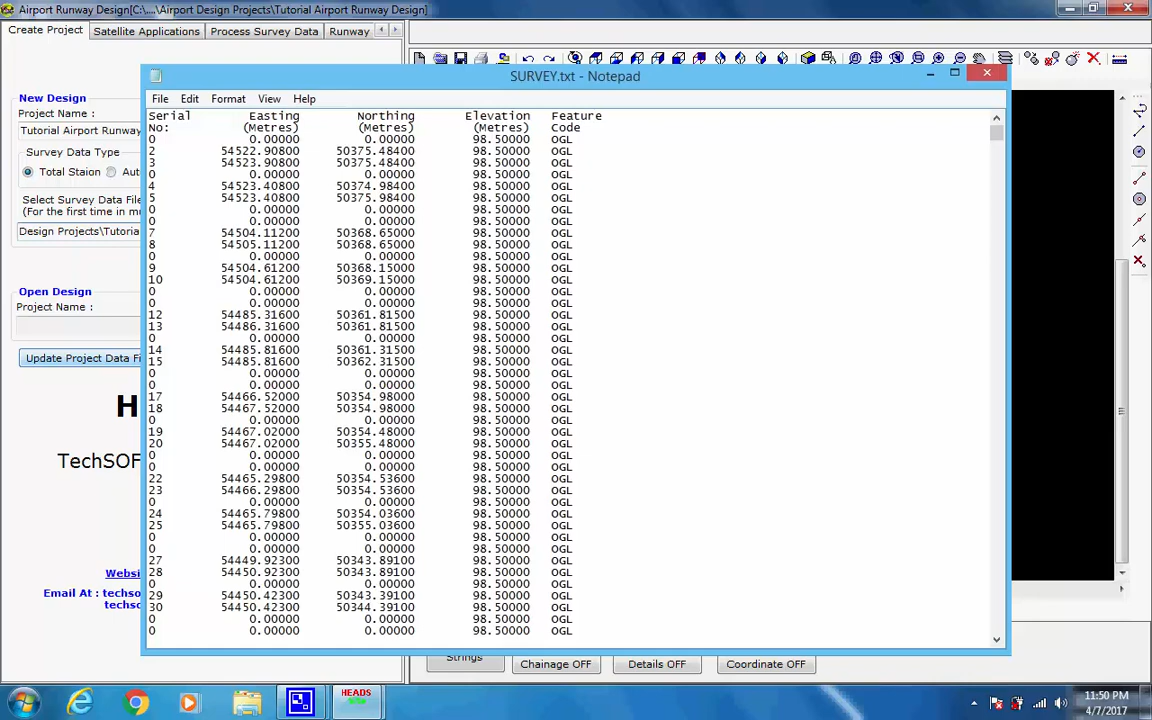 Airport Runway Design[C:\....\Airport Design Projects\Tutorial Airport Runway Design]
Create Project Satellite Applications Process Survey Data Runway
SURVEY.txt - Notepad
File Edit Format View Help
New Design
Project Name :
Tutorial Airport Runway
Survey Data Type
Total Staion Aut
Select Survey Data File
(For the first time in mu
Design Projects\Tutoria
Open Design
Project Name :
Update Project Data Fi
H
TechSOF
Websi
Email At : techso
techso
Serial Easting Northing Elevation Feature
No: (Metres) (Metres) (Metres) Code
0 0.00000 0.00000 98.50000 OGL
2 54522.90800 50375.48400 98.50000 OGL
3 54523.90800 50375.48400 98.50000 OGL
0 0.00000 0.00000 98.50000 OGL
4 54523.40800 50374.98400 98.50000 OGL
5 54523.40800 50375.98400 98.50000 OGL
0 0.00000 0.00000 98.50000 OGL
0 0.00000 0.00000 98.50000 OGL
7 54504.11200 50368.65000 98.50000 OGL
8 54505.11200 50368.65000 98.50000 OGL
0 0.00000 0.00000 98.50000 OGL
9 54504.61200 50368.15000 98.50000 OGL
10 54504.61200 50369.15000 98.50000 OGL
0 0.00000 0.00000 98.50000 OGL
0 0.00000 0.00000 98.50000 OGL
12 54485.31600 50361.81500 98.50000 OGL
13 54486.31600 50361.81500 98.50000 OGL
0 0.00000 0.00000 98.50000 OGL
14 54485.81600 50361.31500 98.50000 OGL
15 54485.81600 50362.31500 98.50000 OGL
0 0.00000 0.00000 98.50000 OGL
0 0.00000 0.00000 98.50000 OGL
17 54466.52000 50354.98000 98.50000 OGL
18 54467.52000 50354.98000 98.50000 OGL
0 0.00000 0.00000 98.50000 OGL
19 54467.02000 50354.48000 98.50000 OGL
20 54467.02000 50355.48000 98.50000 OGL
0 0.00000 0.00000 98.50000 OGL
0 0.00000 0.00000 98.50000 OGL
22 54465.29800 50354.53600 98.50000 OGL
23 54466.29800 50354.53600 98.50000 OGL
0 0.00000 0.00000 98.50000 OGL
24 54465.79800 50354.03600 98.50000 OGL
25 54465.79800 50355.03600 98.50000 OGL
0 0.00000 0.00000 98.50000 OGL
0 0.00000 0.00000 98.50000 OGL
27 54449.92300 50343.89100 98.50000 OGL
28 54450.92300 50343.89100 98.50000 OGL
0 0.00000 0.00000 98.50000 OGL
29 54450.42300 50343.39100 98.50000 OGL
30 54450.42300 50344.39100 98.50000 OGL
0 0.00000 0.00000 98.50000 OGL
0 0.00000 0.00000 98.50000 OGL
Strings Chainage OFF Details OFF Coordinate OFF
HEADS
11:50 PM
4/7/2017